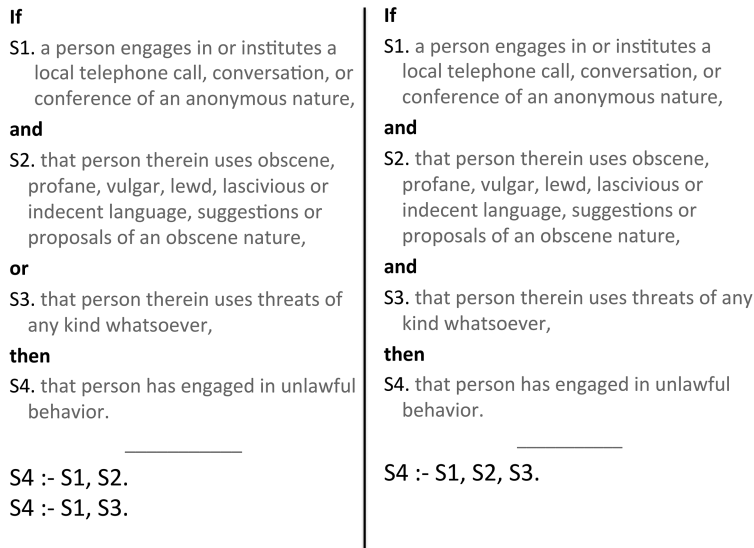 If
S1. a person engages in or institutes a
local telephone call, conversation, or
conference of an anonymous nature,
and
S2. that person therein uses obscene,
profane, vulgar, lewd, lascivious or
indecent language, suggestions or
proposals of an obscene nature,
or
S3. that person therein uses threats of
any kind whatsoever,
then
S4. that person has engaged in unlawful
behavior.
S4 :- S1, S2.
S4 :- S1, S3.
If
S1. a person engages in or institutes a
local telephone call, conversation, or
conference of an anonymous nature,
and
S2. that person therein uses obscene,
profane, vulgar, lewd, lascivious or
indecent language, suggestions or
proposals of an obscene nature,
and
S3. that person therein uses threats of any
kind whatsoever,
then
S4. that person has engaged in unlawful
behavior.
S4 :- S1, S2, S3.